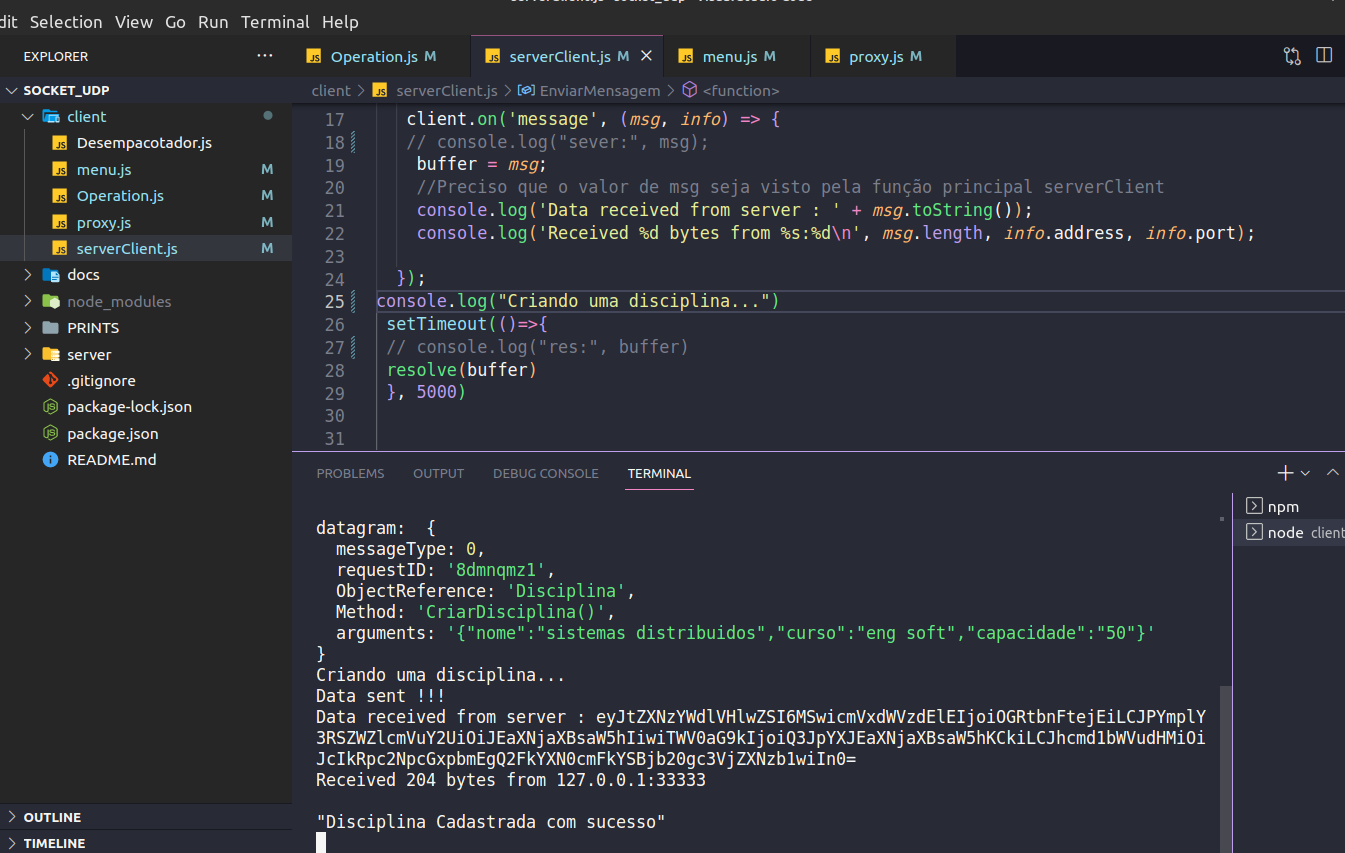 dit Selection View Go Run Terminal Help
EXPLORER ...
Operation.js M
serverClient.js M
menu.js M
proxy.js M
SOCKET_UDP
client
Desempacotador.js
menu.js M
Operation.js M
proxy.js M
serverClient.js M
docs
node_modules
PRINTS
server
.gitignore
package-lock.json
package.json
README.md
OUTLINE
TIMELINE
client > serverClient.js > EnviarMensagem > <function>
17 client.on('message', (msg, info) => {
18 // console.log("sever:", msg);
19 buffer = msg;
20 //Preciso que o valor de msg seja visto pela função principal serverClient
21 console.log('Data received from server : ' + msg.toString());
22 console.log('Received %d bytes from %s:%d\n', msg.length, info.address, info.port);
23
24 });
25 console.log("Criando uma disciplina...")
26 setTimeout(()=>{
27 // console.log("res:", buffer)
28 resolve(buffer)
29 }, 5000)
30
31
PROBLEMS OUTPUT DEBUG CONSOLE TERMINAL
npm
node client
datagram:  {
messageType: 0,
requestID: '8dmnqmz1',
ObjectReference: 'Disciplina',
Method: 'CriarDisciplina()',
arguments: '{"nome":"sistemas distribuidos","curso":"eng soft","capacidade":"50"}'
}
Criando uma disciplina...
Data sent !!!
Data received from server : eyJtZXNzYWdlVHlwZSI6MSwicmVxdWVzdElEIjoiOGRtbnFtejEiLCJPYmplY
3RSZWZlcmVuY2UiOiJEaXNjaXBsaW5hIiwiTWV0aG9kIjoiQ3JpYXJEaXNjaXBsaW5hKCkiLCJhcmd1bWVudHMiOi
JcIkRpc2NpcGxpbmEgQ2FkYXN0cmFkYSBjb20gc3VjZXNzb1wiIn0=
Received 204 bytes from 127.0.0.1:33333
"Disciplina Cadastrada com sucesso"